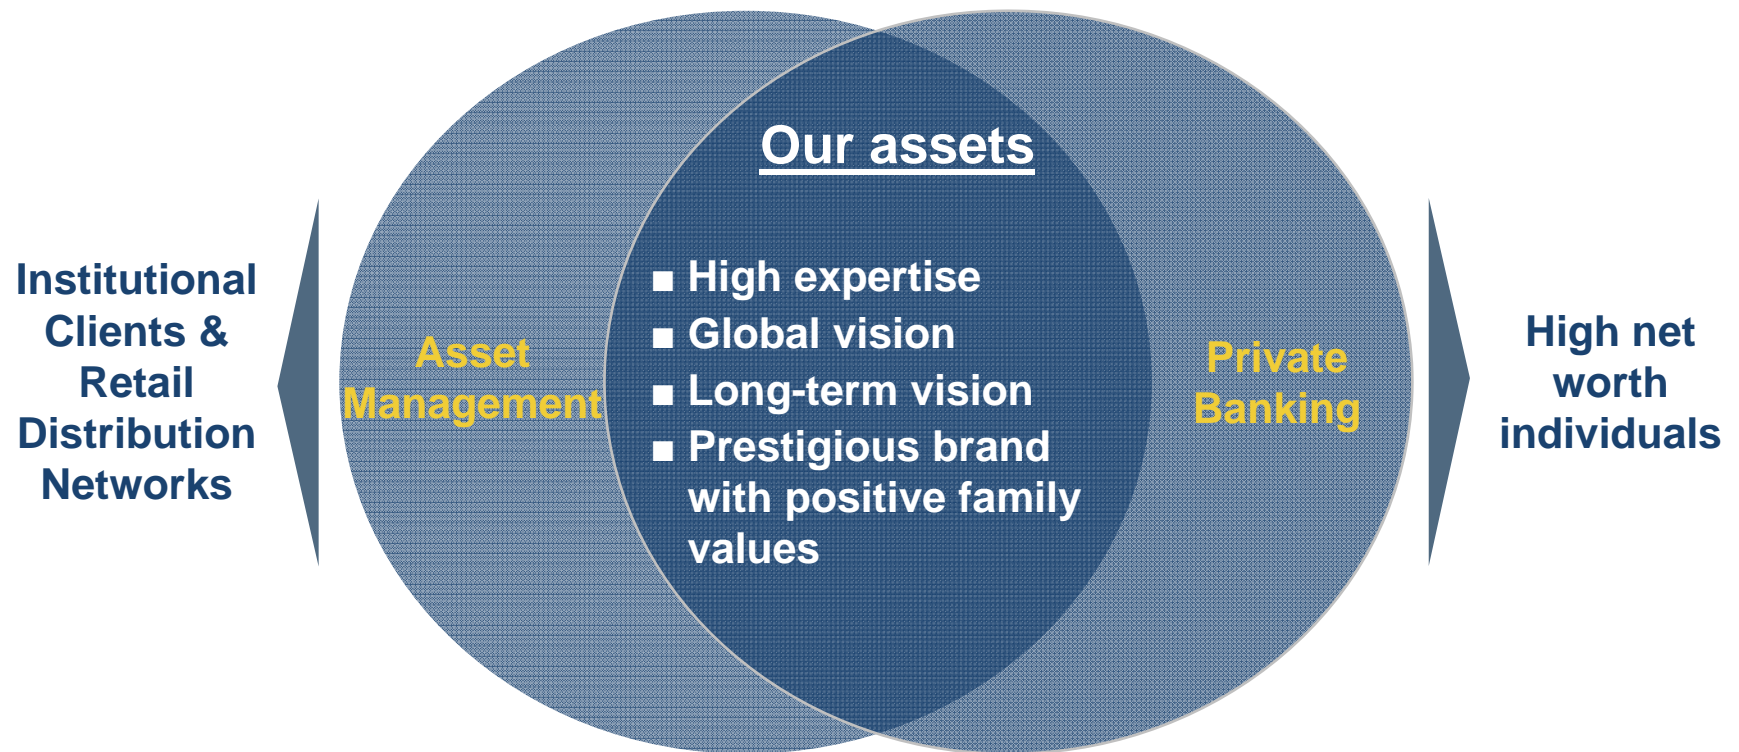 Our assets
Institutional
Clients &
Retail
Distribution
Networks
Asset
Management
■ High expertise
■ Global vision
■ Long-term vision
■ Prestigious brand
with positive family
values
Private
Banking
High net
worth
individuals